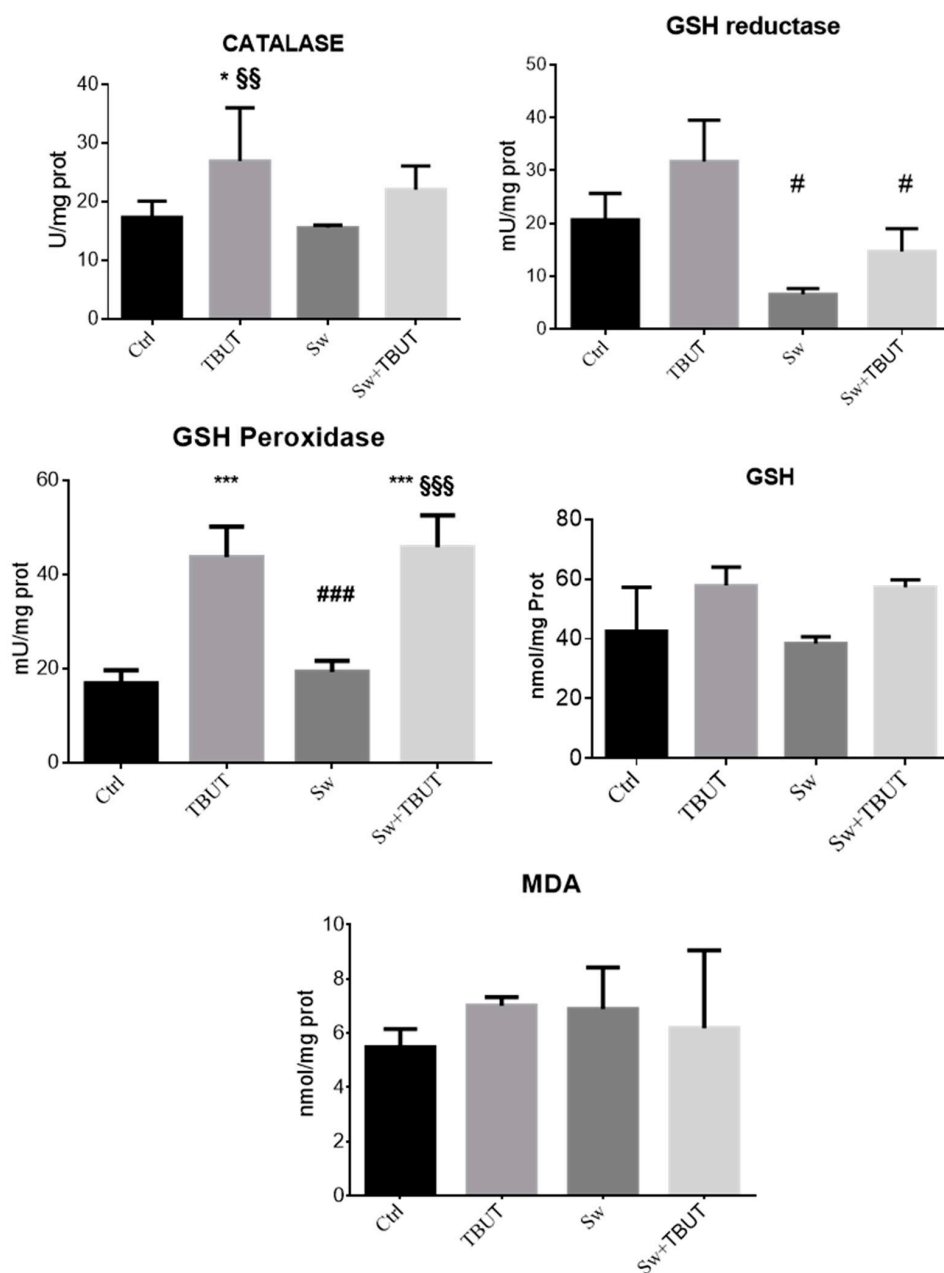 CATALASE
* §§
U/mg prot
40
30
20
10
0
Ctrl
TBUT
Sw
Sw+TBUT
GSH reductase
mU/mg prot
50
40
30
20
10
0
#
#
Ctrl
TBUT
Sw
Sw+TBUT
GSH Peroxidase
mU/mg prot
60
40
20
0
***
###
*** §§§
Ctrl
TBUT
Sw
Sw+TBUT
GSH
nmol/mg Prot
80
60
40
20
0
Ctrl
TBUT
Sw
Sw+TBUT
MDA
nmol/mg prot
10
8
6
4
2
0
Ctrl
TBUT
Sw
Sw+TBUT